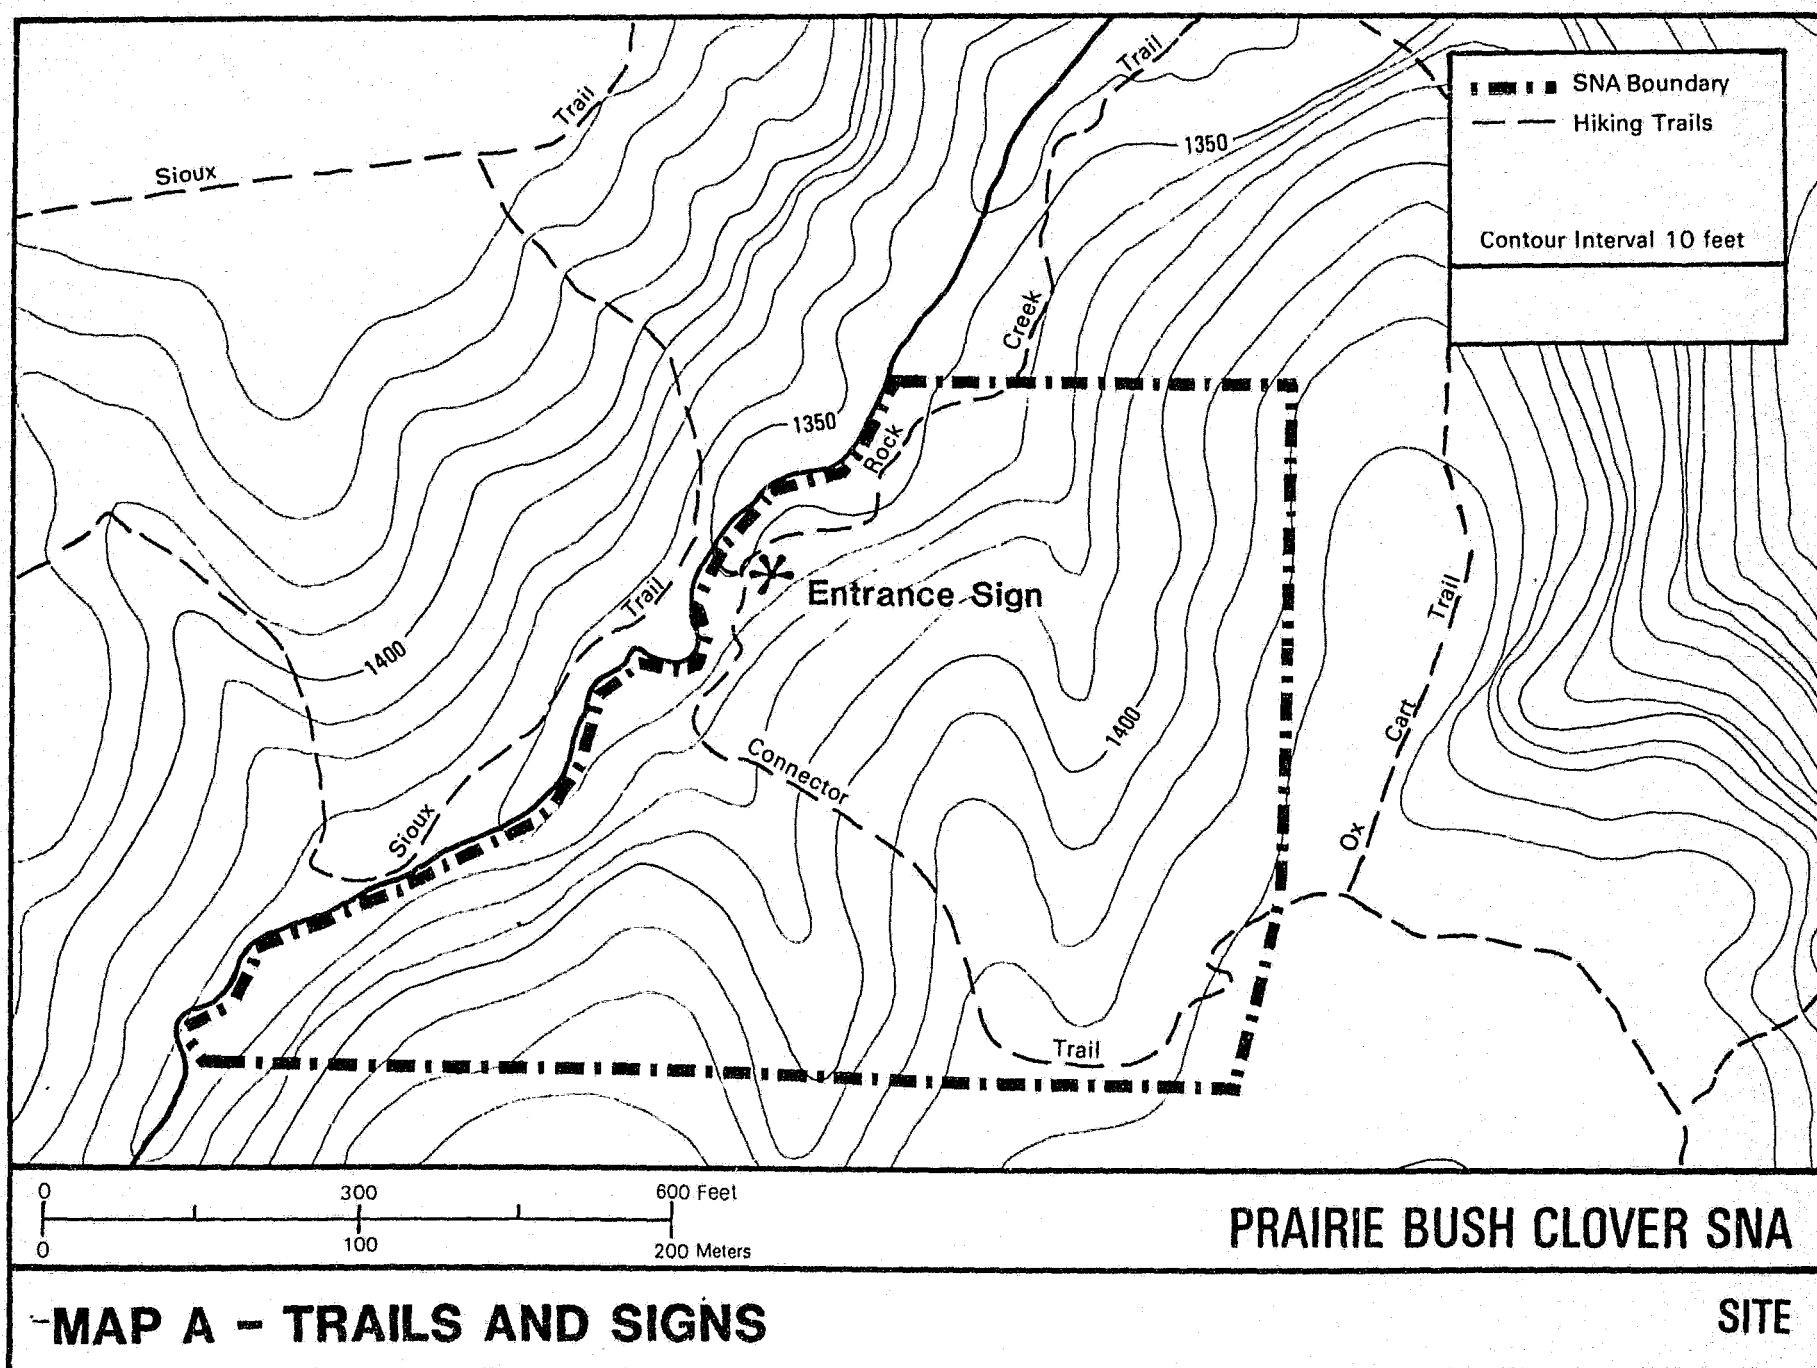 Trail
Trail
SNA Boundary
Hiking Trails
Contour Interval 10 feet
Sioux
1350
Creek
1350
Rock
Entrance Sign
Trail
Trail
1400
1400
Cart
Connector
Sioux
Ox
Trail
0 300 600 Feet
0 100 200 Meters
PRAIRIE BUSH CLOVER SNA
MAP A - TRAILS AND SIGNS
SITE